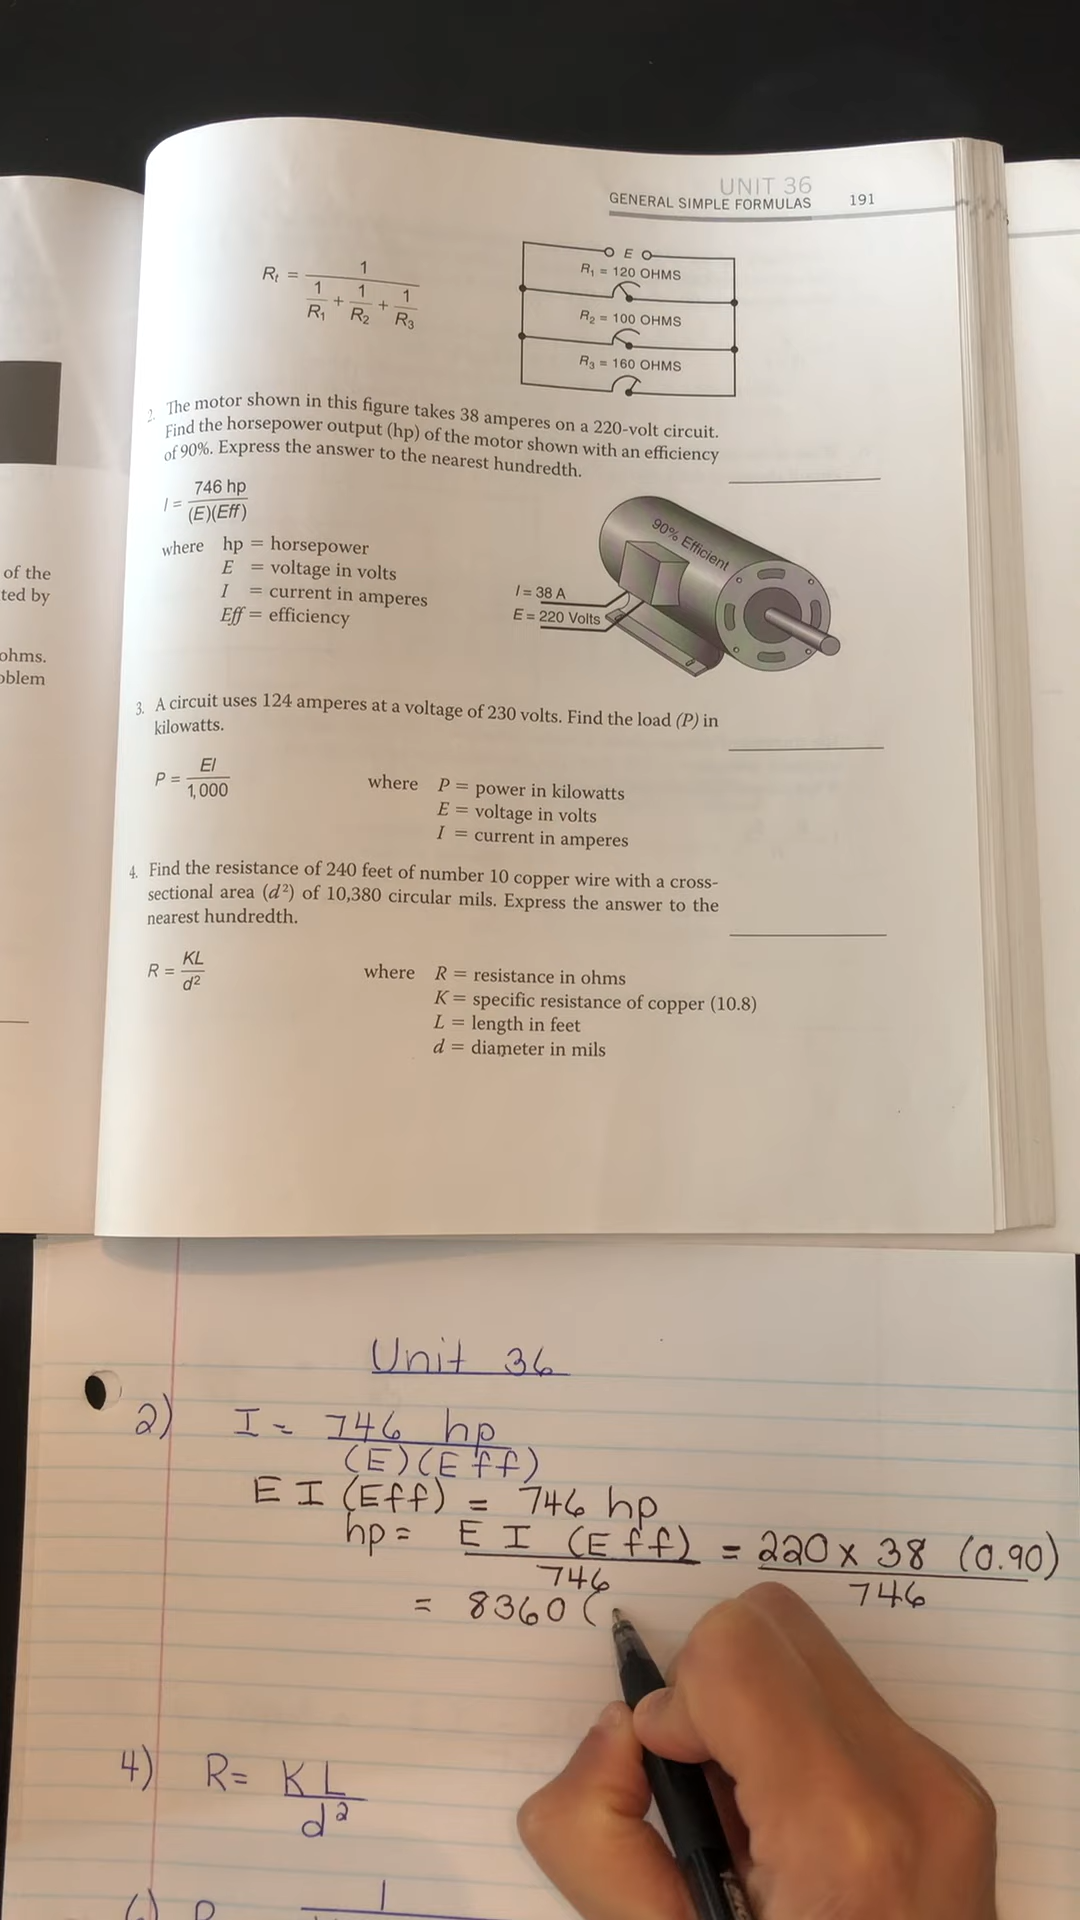 UNIT 36
GENERAL SIMPLE FORMULAS 191
Rt = 1 / (1/R1 + 1/R2 + 1/R3)
E
R1 = 120 OHMS
R2 = 100 OHMS
R3 = 160 OHMS
2. The motor shown in this figure takes 38 amperes on a 220-volt circuit.
Find the horsepower output (hp) of the motor shown with an efficiency
of 90%. Express the answer to the nearest hundredth.
I = 746 hp / (E)(Eff)
where hp = horsepower
E = voltage in volts
I = current in amperes
Eff = efficiency
90% Efficient
I = 38 A
E = 220 Volts
of the
ted by
ohms.
oblem
3. A circuit uses 124 amperes at a voltage of 230 volts. Find the load (P) in
kilowatts.
P = EI / 1,000
where P = power in kilowatts
E = voltage in volts
I = current in amperes
4. Find the resistance of 240 feet of number 10 copper wire with a cross-
sectional area (d²) of 10,380 circular mils. Express the answer to the
nearest hundredth.
R = KL / d²
where R = resistance in ohms
K = specific resistance of copper (10.8)
L = length in feet
d = diameter in mils
Unit 36
2) I = 746 hp / (E)(Eff)
E I (Eff) = 746 hp
hp = E I (Eff) / 746 = 220 x 38 (0.90) / 746
= 8360 (
4) R = KL / d²
1